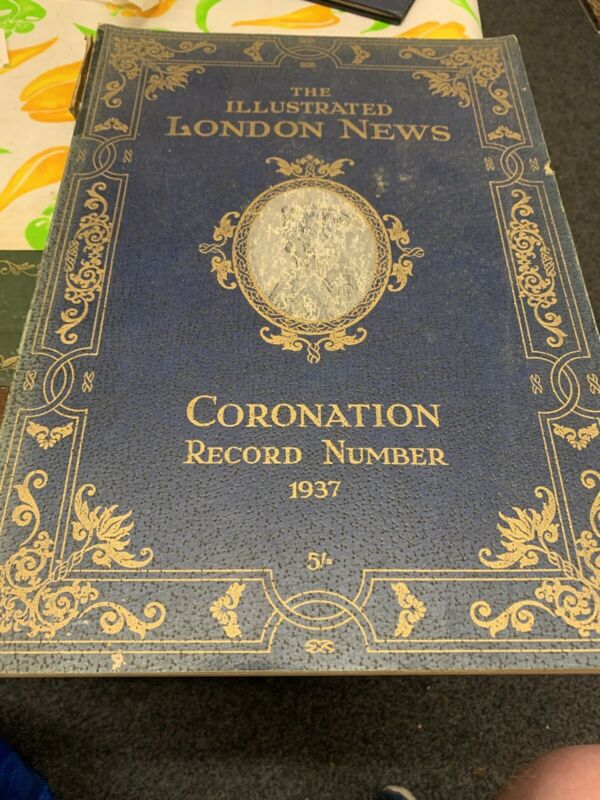 THE
ILLUSTRATED
LONDON NEWS
CORONATION
RECORD NUMBER
1937
5/=